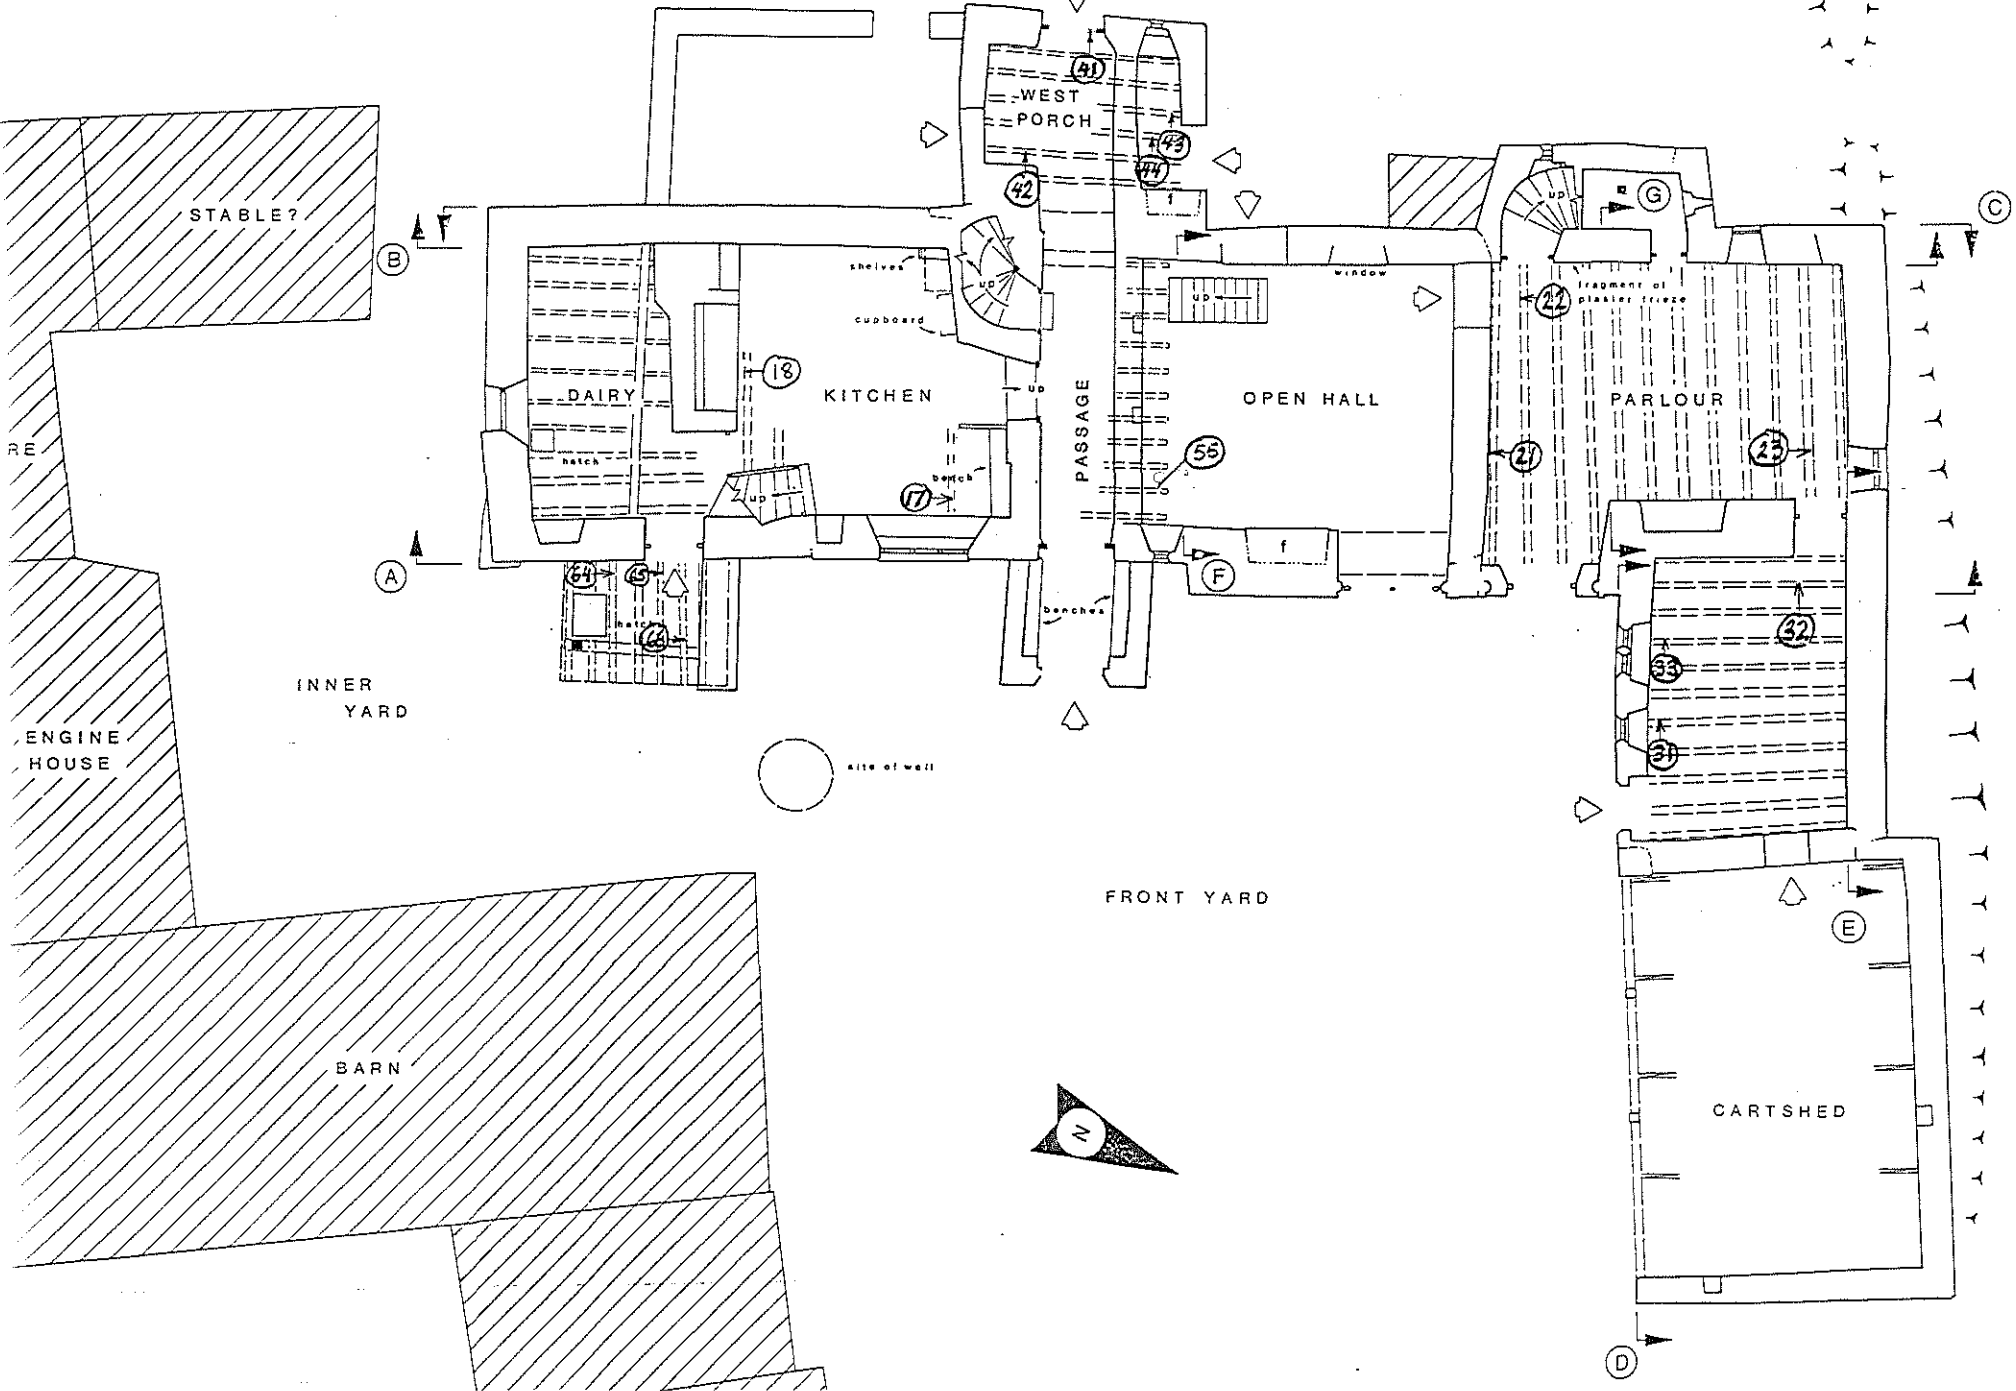 41
WEST
PORCH
43
44
42
f
STABLE?
up
G
C
B
shelves
up
up
window
22
fragment of
plaster frieze
cupboard
18
up
DAIRY
KITCHEN
PASSAGE
OPEN HALL
PARLOUR
RE
hatch
55
21
23
up
bench
17
f
F
A
64
65
benches
hatch
66
32
33
INNER
YARD
31
ENGINE
HOUSE
site of well
FRONT YARD
E
BARN
N
CARTSHED
D